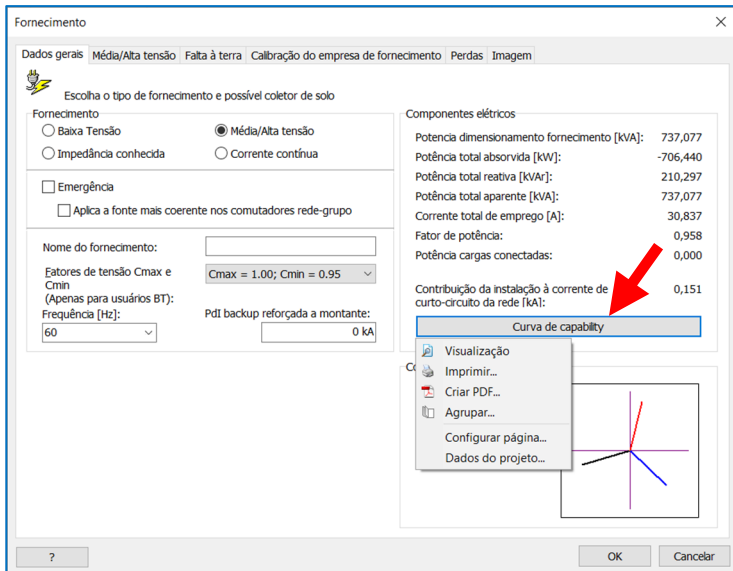 Fornecimento
Dados gerais Média/Alta tensão Falta à terra Calibração do empresa de fornecimento Perdas Imagem
Escolha o tipo de fornecimento e possível coletor de solo
Fornecimento
Baixa Tensão
Média/Alta tensão
Impedância conhecida
Corrente contínua
Emergência
Aplica a fonte mais coerente nos comutadores rede-grupo
Nome do fornecimento:
Fatores de tensão Cmax e
Cmin
(Apenas para usuários BT):
Cmax = 1.00; Cmin = 0.95
Frequência [Hz]:
60
PdI backup reforçada a montante:
0 kA
Componentes elétricos
Potencia dimensionamento fornecimento [kVA]: 737,077
Potência total absorvida [kW]: -706,440
Potência total reativa [kVAr]: 210,297
Potência total aparente [kVA]: 737,077
Corrente total de emprego [A]: 30,837
Fator de potência: 0,958
Potência cargas conectadas: 0,000
Contribuição da instalação à corrente de 0,151
curto-circuito da rede [kA]:
Curva de capability
Visualização
Imprimir...
Criar PDF...
Agrupar...
Configurar página...
Dados do projeto...
?
OK
Cancelar